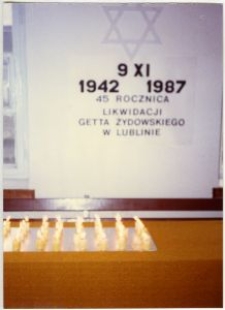 9 XI
1942 1987
45 ROCZNICA
LIKWIDACJI
GETTA ŻYDOWSKIEGO
W LUBLINIE